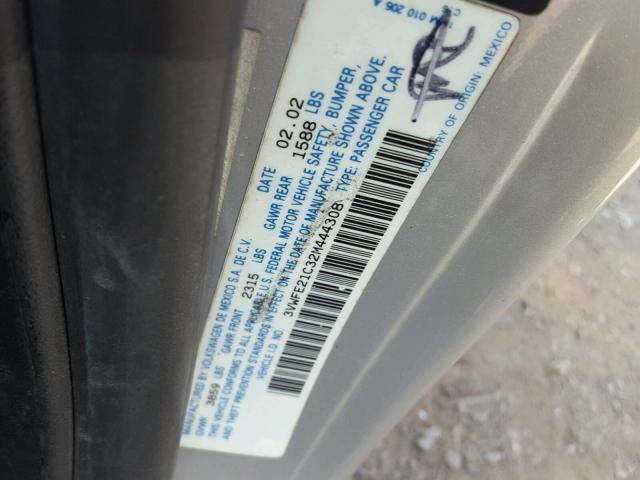 MANUFACTURED BY VOLKSWAGEN DE MEXICO S.A. DE C.V. DATE 02.02
GVWR 3859 LBS GAWR FRONT 2315 LBS GAWR REAR 1588 LBS
THIS VEHICLE CONFORMS TO ALL U.S. FEDERAL MOTOR VEHICLE SAFETY, BUMPER,
AND THEFT PREVENTION STANDARDS IN EFFECT ON THE DATE OF MANUFACTURE SHOWN ABOVE.
VEHICLE I.D. NO. 3VWFE21C32M444308 TYPE: PASSENGER CAR
COUNTRY OF ORIGIN: MEXICO
010 206 A